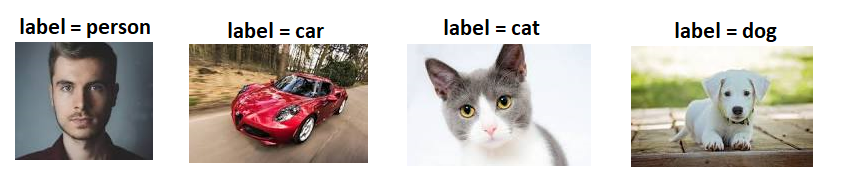 label = person
label = car
label = cat
label = dog